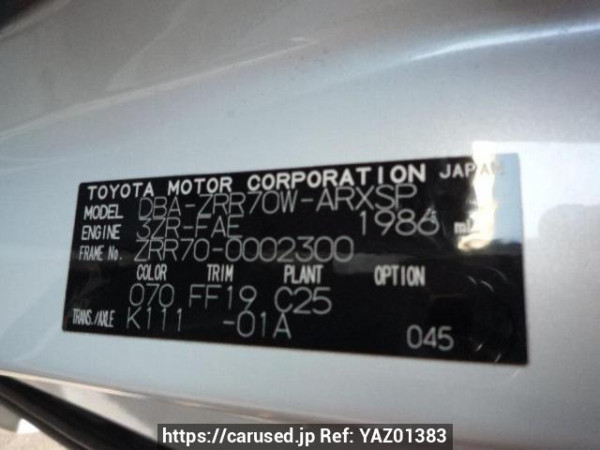 TOYOTA MOTOR CORPORATION JAPAN
MODEL DBA-ZRR70W-ARXSP
ENGINE 3ZR-FAE 1986 mL
FRAME No. ZRR70-0002300
COLOR TRIM PLANT OPTION
070 FF19 C25
TRANS./AXLE K111 -01A 045
https://carused.jp Ref: YAZ01383